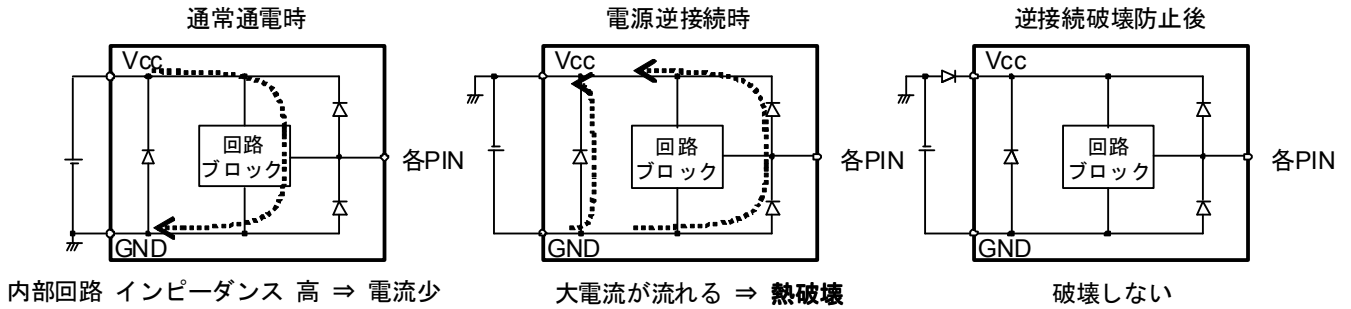 通常通電時
Vcc
回路
ブロック
各PIN
GND
内部回路 インピーダンス 高 ⇒ 電流少
電源逆接続時
Vcc
回路
ブロック
各PIN
GND
大電流が流れる ⇒ 熱破壊
逆接続破壊防止後
Vcc
回路
ブロック
各PIN
GND
破壊しない